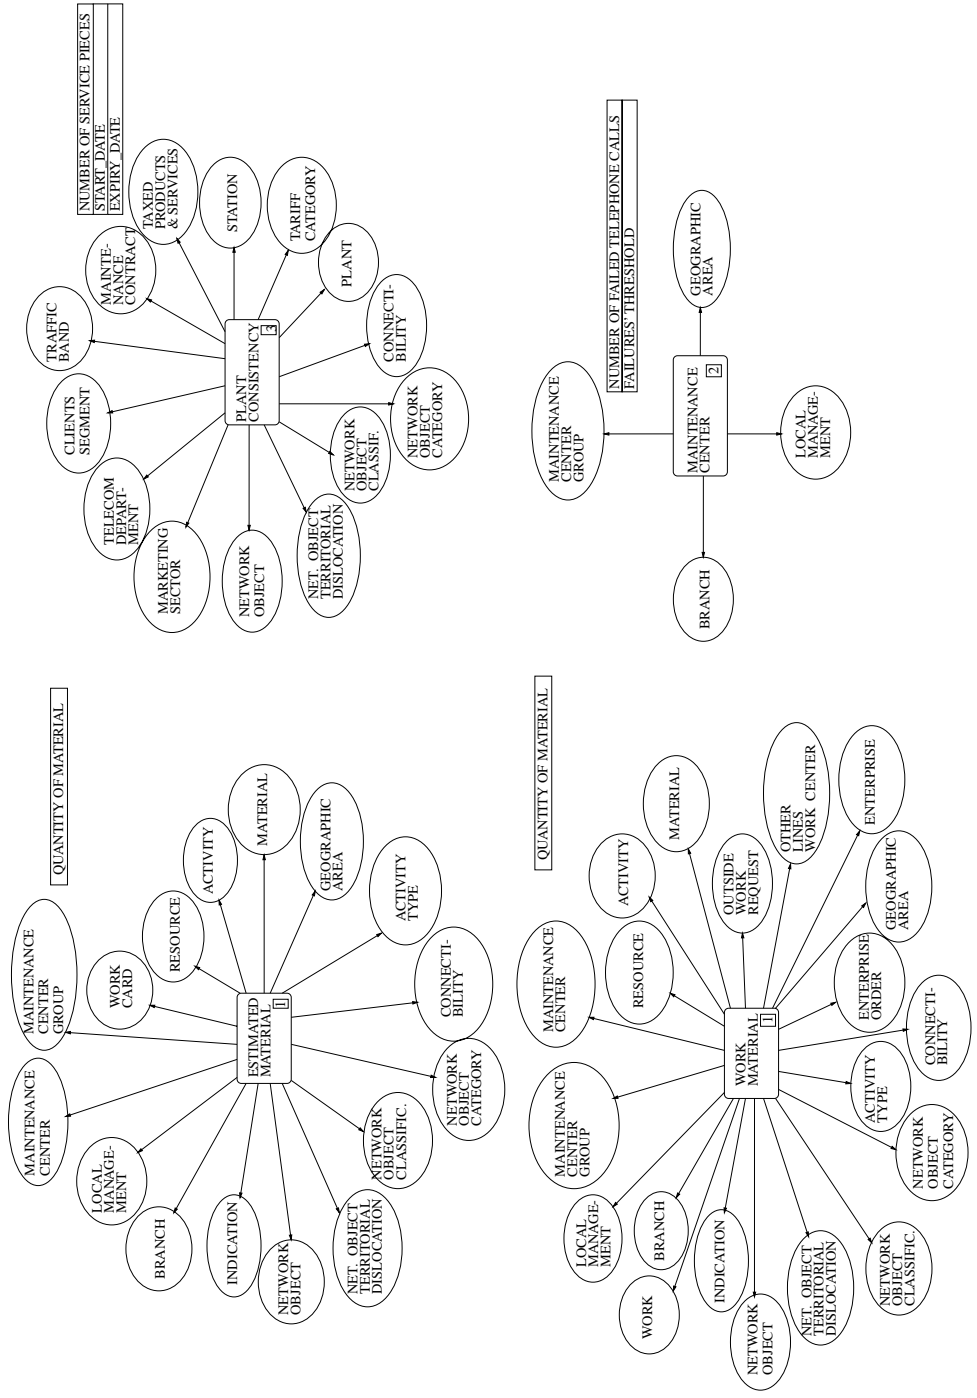 QUANTITY OF MATERIAL
MAINTENANCE
CENTER
MAINTENANCE
CENTER
GROUP
WORK
CARD
RESOURCE
ACTIVITY
MATERIAL
GEOGRAPHIC
AREA
ACTIVITY
TYPE
CONNECTI-
BILITY
NETWORK
OBJECT
CATEGORY
NETWORK
OBJECT
CLASSIFIC.
NET. OBJECT
TERRITORIAL
DISLOCATION
NETWORK
OBJECT
INDICATION
BRANCH
LOCAL
MANAGE-
MENT
ESTIMATED
MATERIAL
1
NUMBER OF SERVICE PIECES
START_DATE
EXPIRY_DATE
TELECOM
DEPART-
MENT
CLIENTS
SEGMENT
TRAFFIC
BAND
MAINTE-
NANCE
CONTRACT
TAXED
PRODUCTS
& SERVICES
STATION
TARIFF
CATEGORY
PLANT
CONNECTI-
BILITY
NETWORK
OBJECT
CATEGORY
NETWORK
OBJECT
CLASSIF.
NET. OBJECT
TERRITORIAL
DISLOCATION
NETWORK
OBJECT
MARKETING
SECTOR
PLANT
CONSISTENCY
3
QUANTITY OF MATERIAL
MAINTENANCE
CENTER
GROUP
MAINTENANCE
CENTER
RESOURCE
ACTIVITY
MATERIAL
OUTSIDE
WORK
REQUEST
OTHER
LINES
WORK CENTER
ENTERPRISE
GEOGRAPHIC
AREA
ENTERPRISE
ORDER
CONNECTI-
BILITY
ACTIVITY
TYPE
NETWORK
OBJECT
CATEGORY
NETWORK
OBJECT
CLASSIFIC.
NET. OBJECT
TERRITORIAL
DISLOCATION
NETWORK
OBJECT
INDICATION
WORK
BRANCH
LOCAL
MANAGE-
MENT
WORK
MATERIAL
1
NUMBER OF FAILED TELEPHONE CALLS
FAILURES' THRESHOLD
MAINTENANCE
CENTER
GROUP
GEOGRAPHIC
AREA
LOCAL
MANAGE-
MENT
BRANCH
MAINTENANCE
CENTER
2